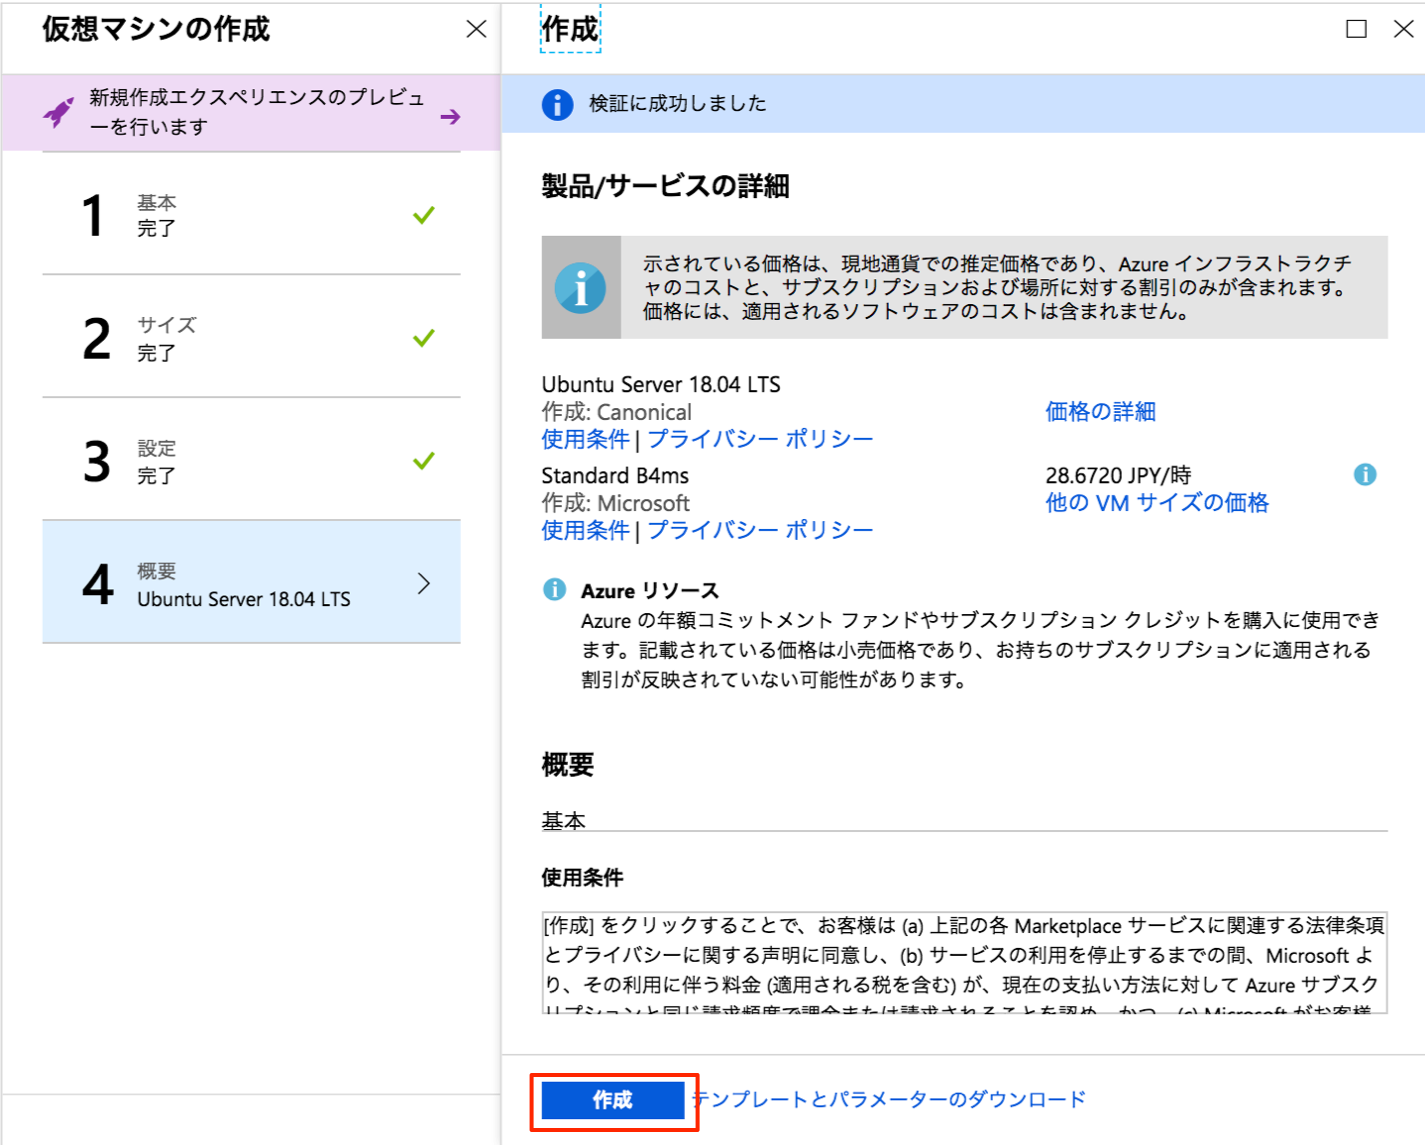 仮想マシンの作成
新規作成エクスペリエンスのプレビュ
ーを行います
1
基本
完了
2
サイズ
完了
3
設定
完了
4
概要
Ubuntu Server 18.04 LTS
作成
検証に成功しました
製品/サービスの詳細
示されている価格は、現地通貨での推定価格であり、Azure インフラストラクチ
ャのコストと、サブスクリプションおよび場所に対する割引のみが含まれます。
価格には、適用されるソフトウェアのコストは含まれません。
Ubuntu Server 18.04 LTS
作成: Canonical 価格の詳細
使用条件 | プライバシー ポリシー
Standard B4ms 28.6720 JPY/時
作成: Microsoft 他の VM サイズの価格
使用条件 | プライバシー ポリシー
Azure リソース
Azure の年額コミットメント ファンドやサブスクリプション クレジットを購入に使用でき
ます。記載されている価格は小売価格であり、お持ちのサブスクリプションに適用される
割引が反映されていない可能性があります。
概要
基本
使用条件
[作成] をクリックすることで、お客様は (a) 上記の各 Marketplace サービスに関連する法律条項
とプライバシーに関する声明に同意し、(b) サービスの利用を停止するまでの間、Microsoft よ
り、その利用に伴う料金 (適用される税を含む) が、現在の支払い方法に対して Azure サブスク
リプションと同じ請求頻度で課金または請求されることを認め、かつ、(c) Microsoft がお客様
作成
テンプレートとパラメーターのダウンロード